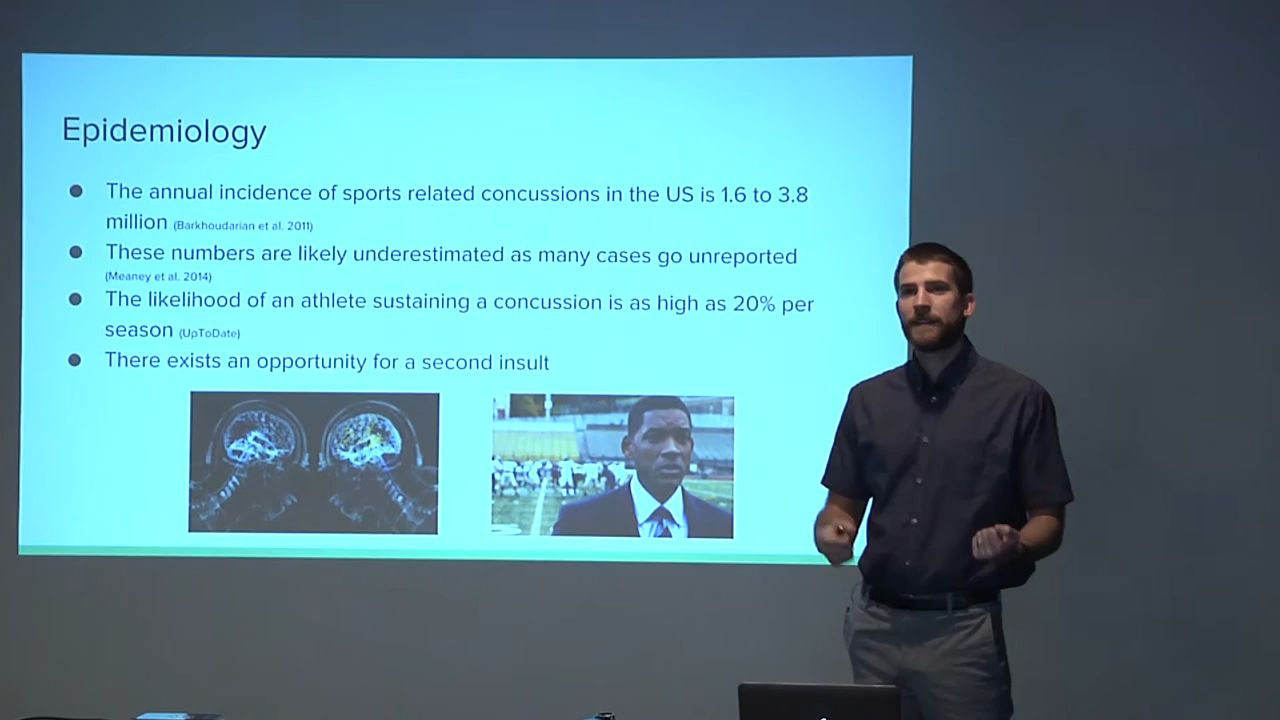 Epidemiology
● The annual incidence of sports related concussions in the US is 1.6 to 3.8
million (Barkhoudarian et al. 2011)
● These numbers are likely underestimated as many cases go unreported
(Meaney et al. 2014)
● The likelihood of an athlete sustaining a concussion is as high as 20% per
season (UpToDate)
● There exists an opportunity for a second insult